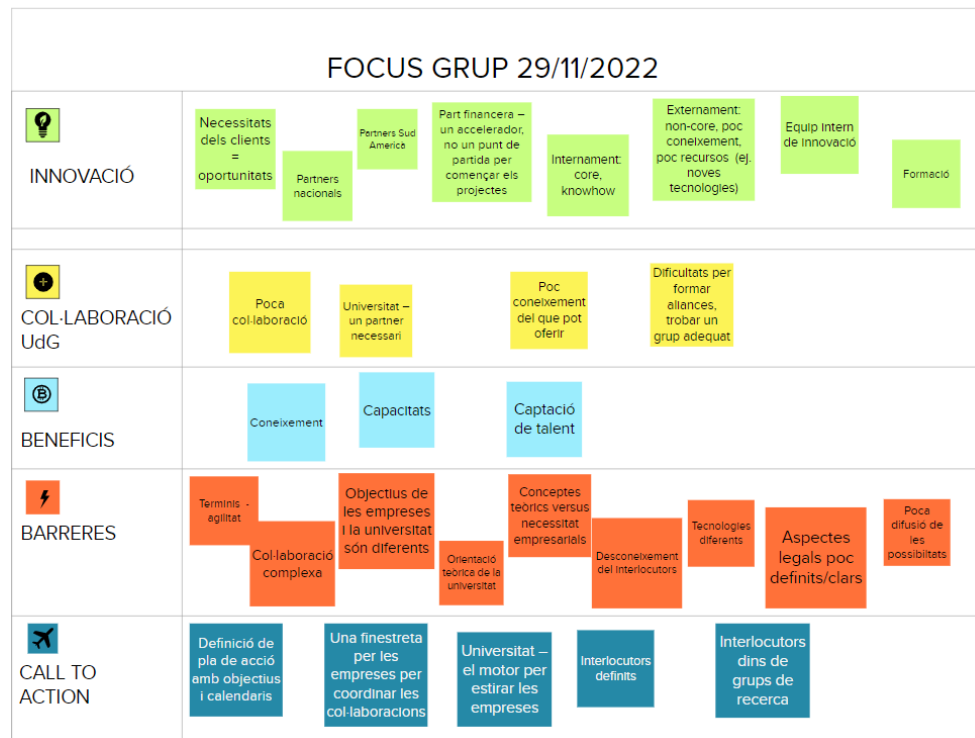 FOCUS GRUP 29/11/2022
INNOVACIÓ
Necessitats
dels clients
=
oportunitats
Partners
nacionals
Partners Sud
America
Part financera –
un accelerador,
no un punt de
partida per
començar els
projectes
Internament:
core,
knowhow
Externament:
non-core, poc
coneixement,
poc recursos (ej.
noves
tecnologies)
Equip intern
de innovació
Formació
COL·LABORACIÓ
UdG
Poca
col·laboració
Universitat –
un partner
necessari
Poc
coneixement
del que pot
oferir
Dificultats per
formar
aliances,
trobar un
grup adequat
BENEFICIS
Coneixement
Capacitats
Captació
de talent
BARRERES
Terminis -
agilitat
Col·laboració
complexa
Objectius de
les empreses
i la universitat
són diferents
Orientació
teòrica de la
universitat
Conceptes
teòrics versus
necessitat
empresarials
Desconeixement
del interlocutors
Tecnologies
diferents
Aspectes
legals poc
definits/clars
Poca
difusió de
les
possibiltats
CALL TO
ACTION
Definició de
pla de acció
amb objectius
i calendaris
Una finestreta
per les
empreses per
coordinar les
col·laboracions
Universitat –
el motor per
estirar les
empreses
Interlocutors
definits
Interlocutors
dins de
grups de
recerca